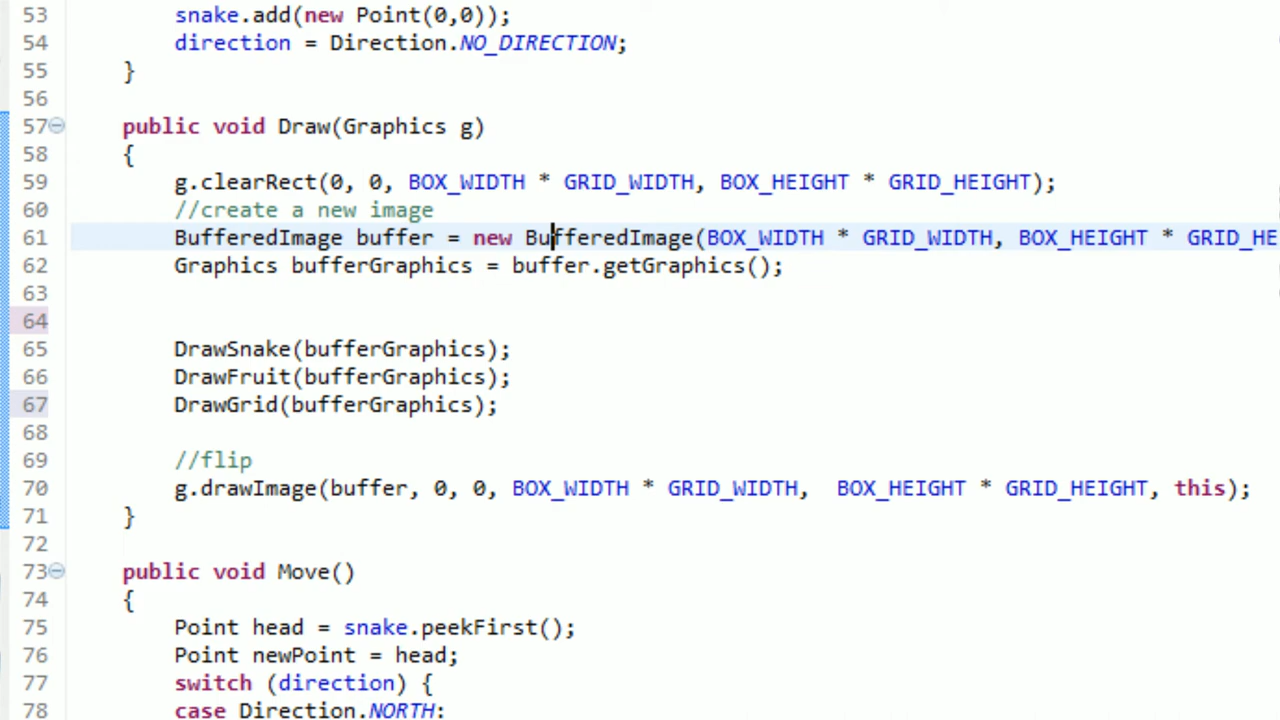 53 snake.add(new Point(0,0));
54 direction = Direction.NO_DIRECTION;
55 }
56
57 public void Draw(Graphics g)
58 {
59 g.clearRect(0, 0, BOX_WIDTH * GRID_WIDTH, BOX_HEIGHT * GRID_HEIGHT);
60 //create a new image
61 BufferedImage buffer = new BufferedImage(BOX_WIDTH * GRID_WIDTH, BOX_HEIGHT * GRID_HE
62 Graphics bufferGraphics = buffer.getGraphics();
63
64
65 DrawSnake(bufferGraphics);
66 DrawFruit(bufferGraphics);
67 DrawGrid(bufferGraphics);
68
69 //flip
70 g.drawImage(buffer, 0, 0, BOX_WIDTH * GRID_WIDTH,  BOX_HEIGHT * GRID_HEIGHT, this);
71 }
72
73 public void Move()
74 {
75 Point head = snake.peekFirst();
76 Point newPoint = head;
77 switch (direction) {
78 case Direction.NORTH: